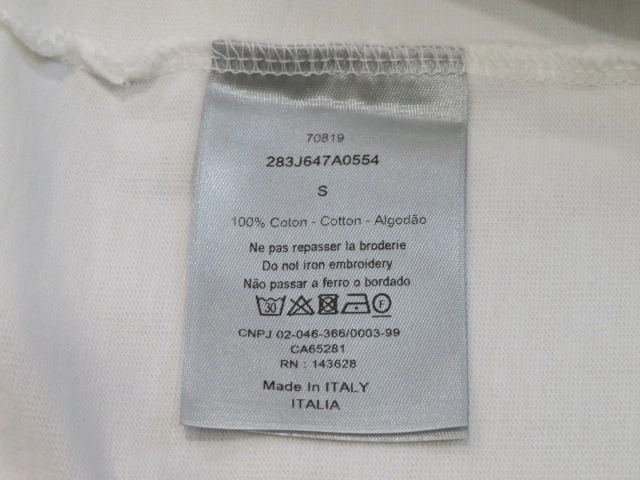 70819
283J647A0554
S
100% Coton - Cotton - Algodão
Ne pas repasser la broderie
Do not iron embroidery
Não passar a ferro o bordado
30 F
CNPJ 02-046-366/0003-99
CA65281
RN : 143628
Made In ITALY
ITALIA